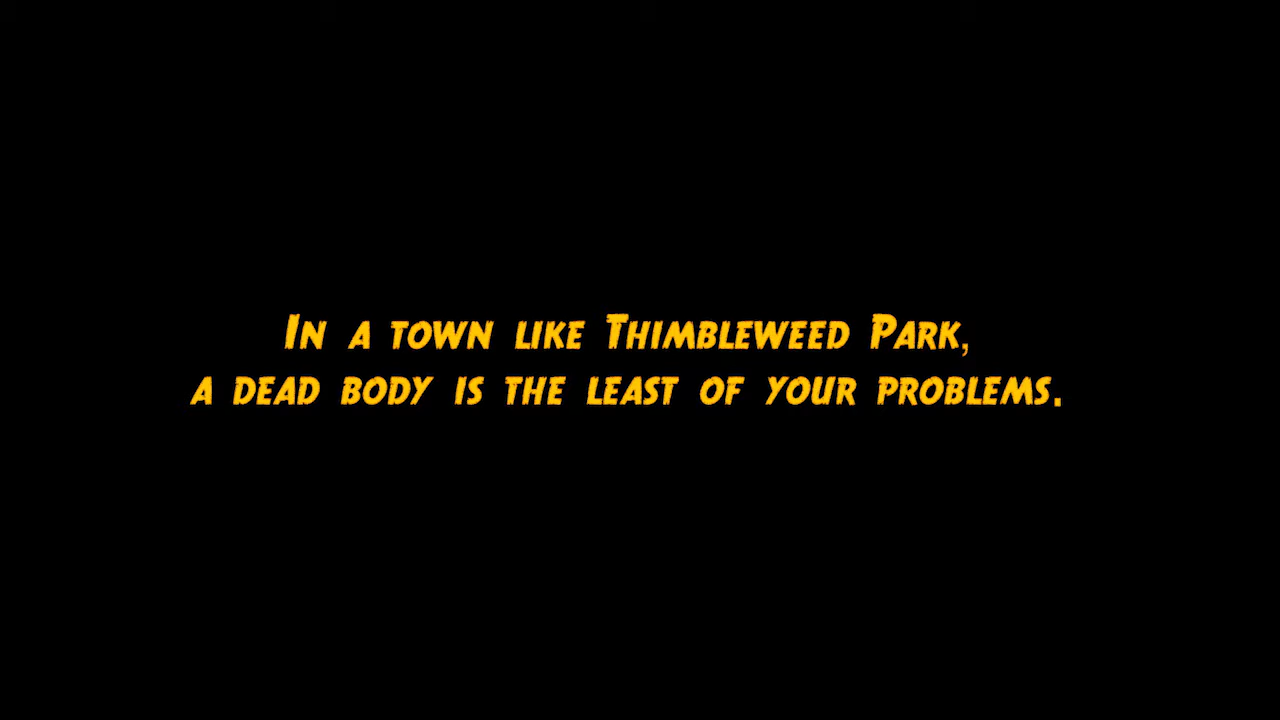 In a town like Thimbleweed Park,
a dead body is the least of your problems.